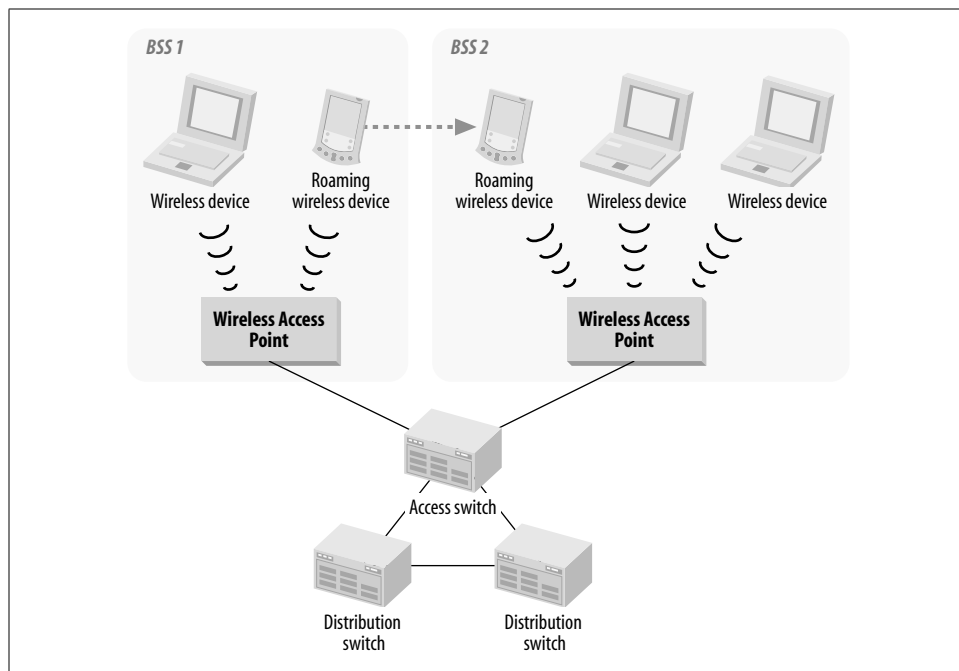 BSS 1
BSS 2
Wireless device
Roaming
wireless device
Roaming
wireless device
Wireless device
Wireless device
Wireless Access
Point
Wireless Access
Point
Access switch
Distribution
switch
Distribution
switch